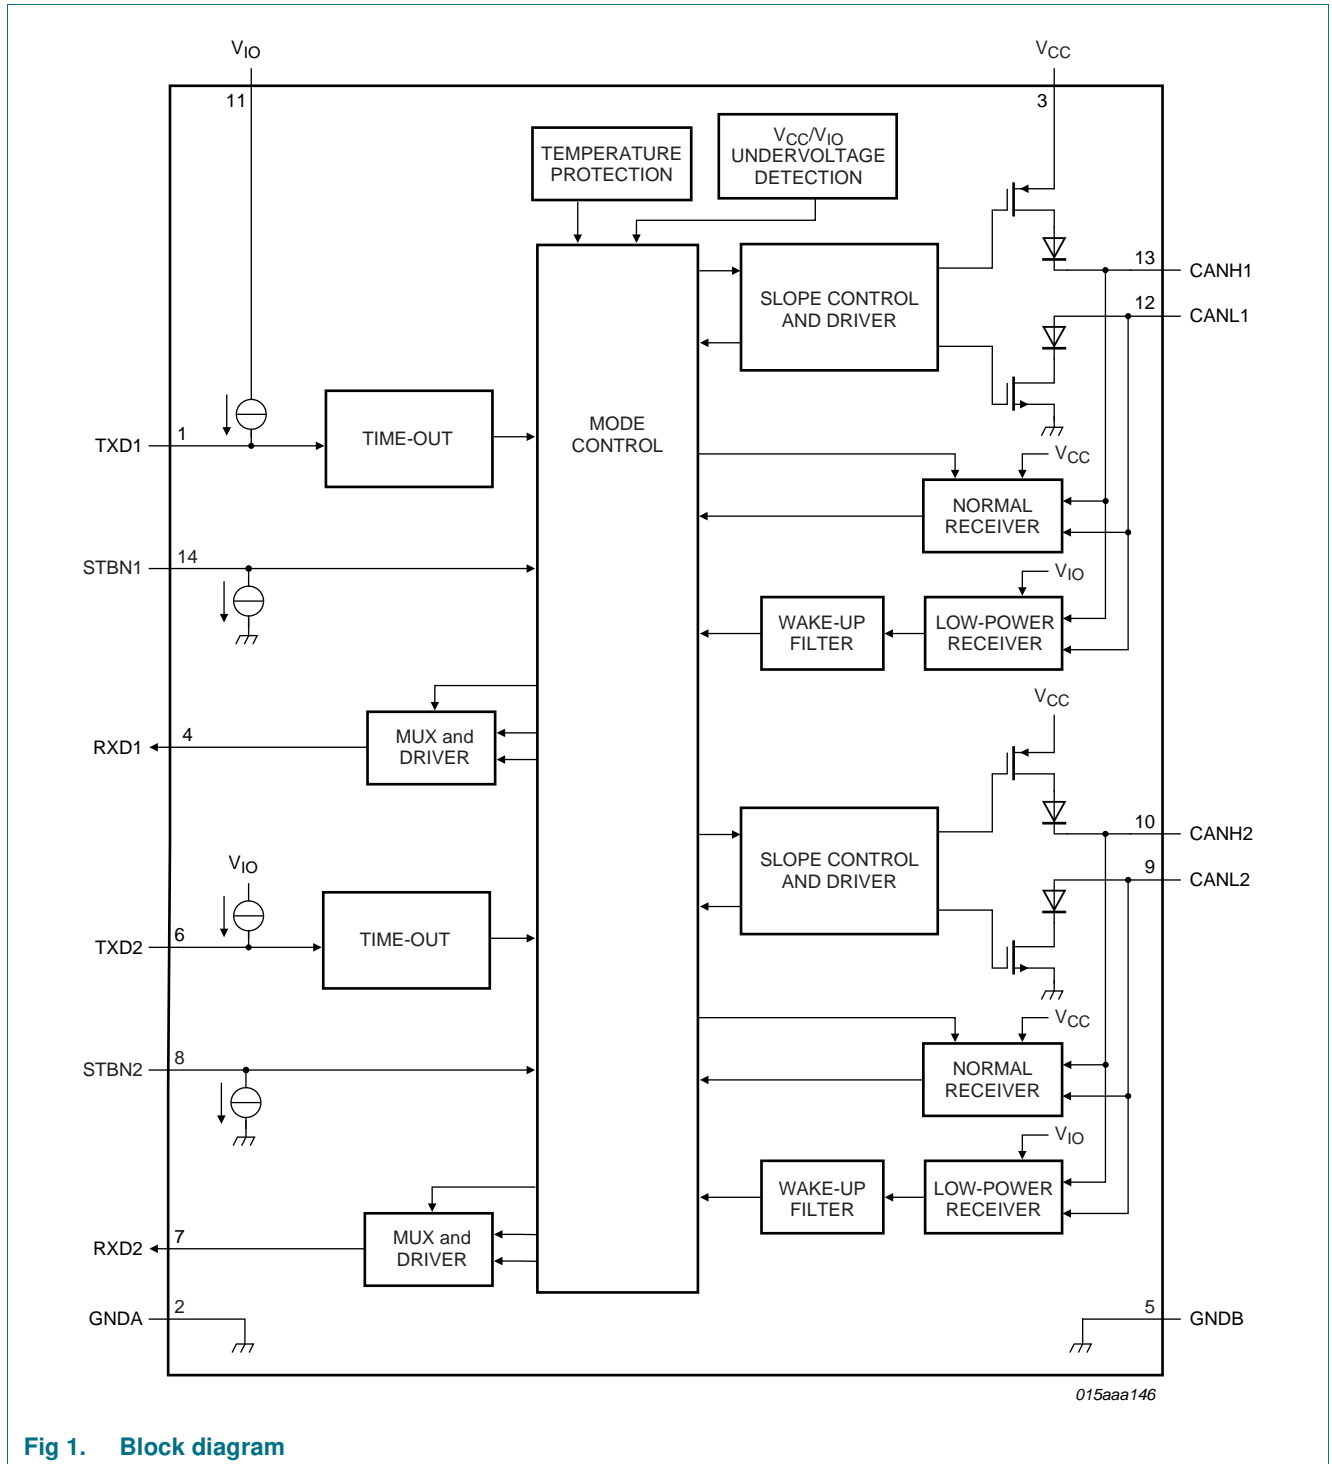 VIO
VCC
11
3
TEMPERATURE
PROTECTION
VCC/VIO
UNDERVOLTAGE
DETECTION
SLOPE CONTROL
AND DRIVER
13
CANH1
12
CANL1
MODE
CONTROL
TXD1
1
TIME-OUT
VCC
NORMAL
RECEIVER
STBN1
14
VIO
WAKE-UP
FILTER
LOW-POWER
RECEIVER
RXD1
4
MUX and
DRIVER
VCC
SLOPE CONTROL
AND DRIVER
10
CANH2
9
CANL2
VIO
TXD2
6
TIME-OUT
VCC
NORMAL
RECEIVER
STBN2
8
VIO
WAKE-UP
FILTER
LOW-POWER
RECEIVER
RXD2
7
MUX and
DRIVER
GNDA
2
5
GNDB
015aaa146
Fig 1. Block diagram